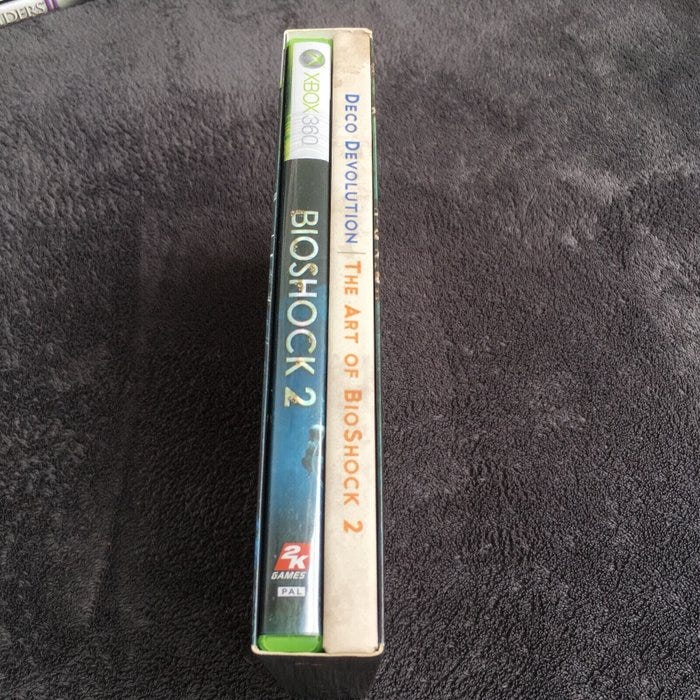 XBOX 360
BIOSHOCK 2
2K
GAMES
PAL
DECO DEVOLUTION | THE ART OF BIOSHOCK 2